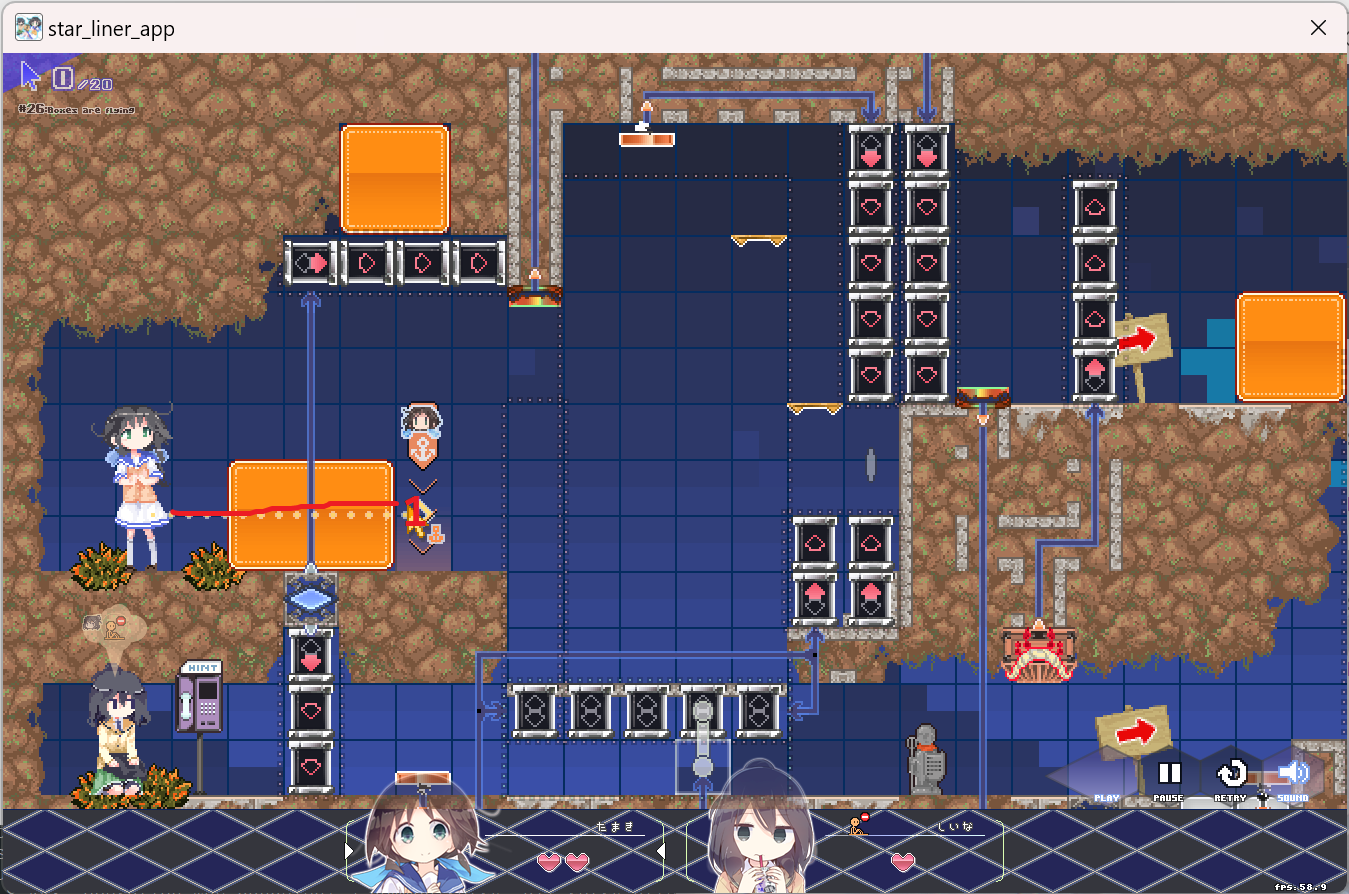 star_liner_app
0/20
#26:Boxes are flying
1
HINT
PLAY
PAUSE
RETRY
SOUND
たまき
しいな
fps:58.9